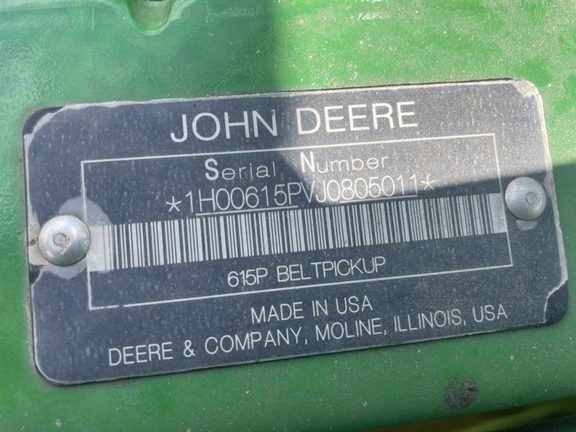 JOHN DEERE
Serial Number
*1H00615PVJ0805011*
615P BELTPICKUP
MADE IN USA
DEERE & COMPANY, MOLINE, ILLINOIS, USA